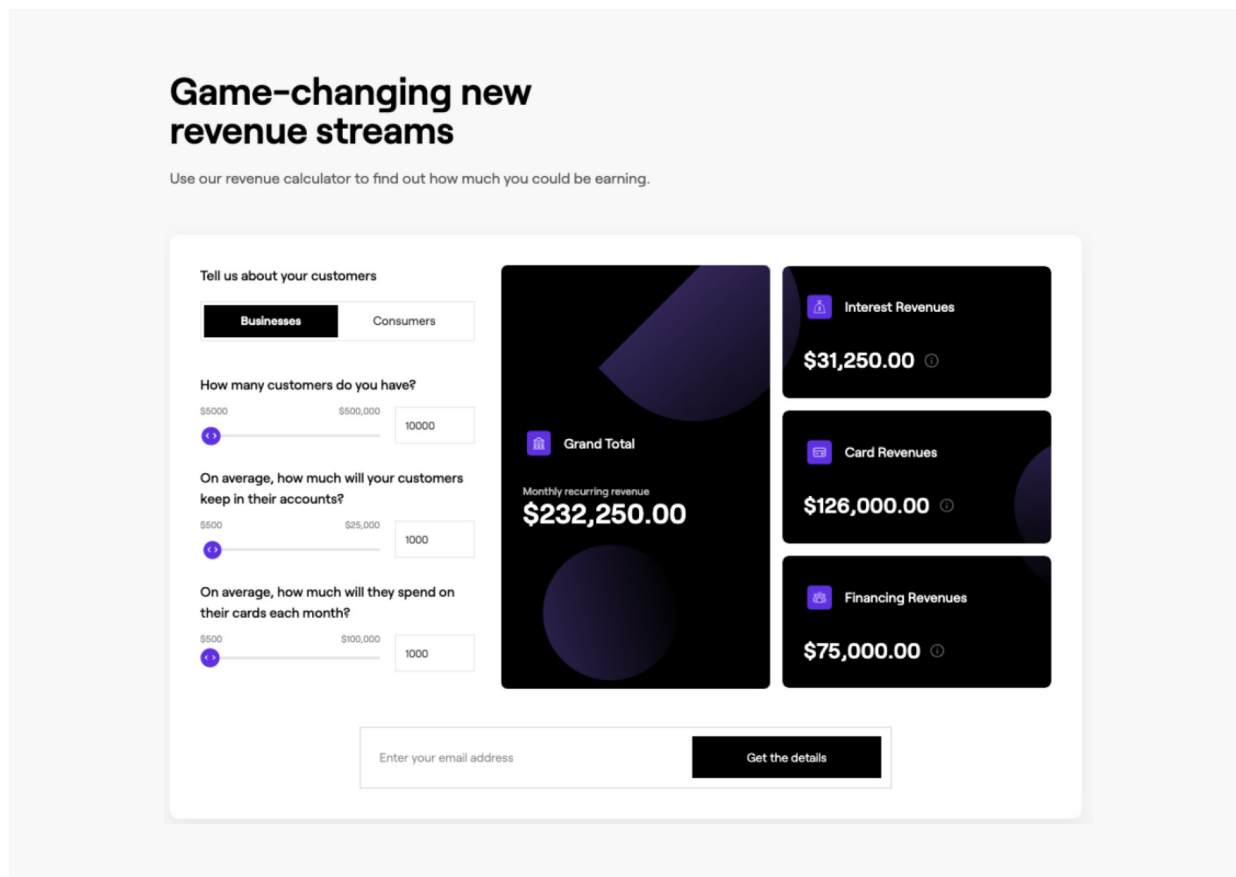 Game-changing new
revenue streams
Use our revenue calculator to find out how much you could be earning.
Tell us about your customers
Businesses
Consumers
How many customers do you have?
$5000
$500,000
10000
On average, how much will your customers
keep in their accounts?
$500
$25,000
1000
On average, how much will they spend on
their cards each month?
$500
$100,000
1000
Grand Total
Monthly recurring revenue
$232,250.00
Interest Revenues
$31,250.00
Card Revenues
$126,000.00
Financing Revenues
$75,000.00
Enter your email address
Get the details